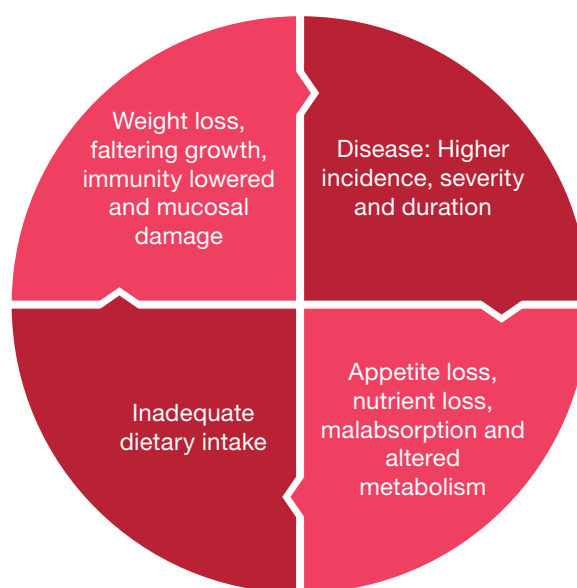 Weight loss,
faltering growth,
immunity lowered
and mucosal
damage
Disease: Higher
incidence, severity
and duration
Inadequate
dietary intake
Appetite loss,
nutrient loss,
malabsorption and
altered
metabolism